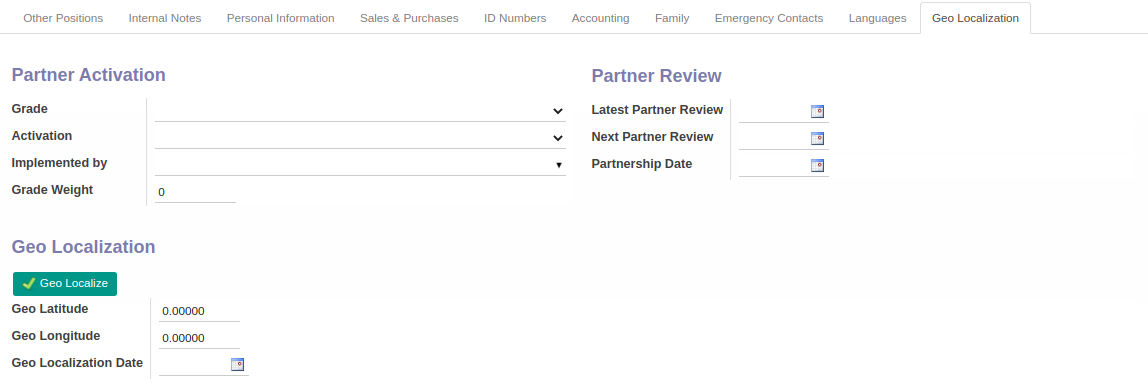 Other Positions Internal Notes Personal Information Sales & Purchases ID Numbers Accounting Family Emergency Contacts Languages Geo Localization
Partner Activation
Grade
Activation
Implemented by
Grade Weight 0
Partner Review
Latest Partner Review
Next Partner Review
Partnership Date
Geo Localization
Geo Localize
Geo Latitude 0.00000
Geo Longitude 0.00000
Geo Localization Date